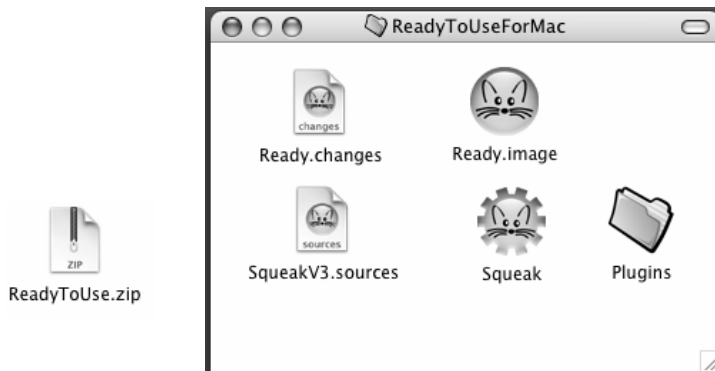 ReadyToUseForMac
changes
Ready.changes
Ready.image
sources
SqueakV3.sources
Squeak
Plugins
ZIP
ReadyToUse.zip